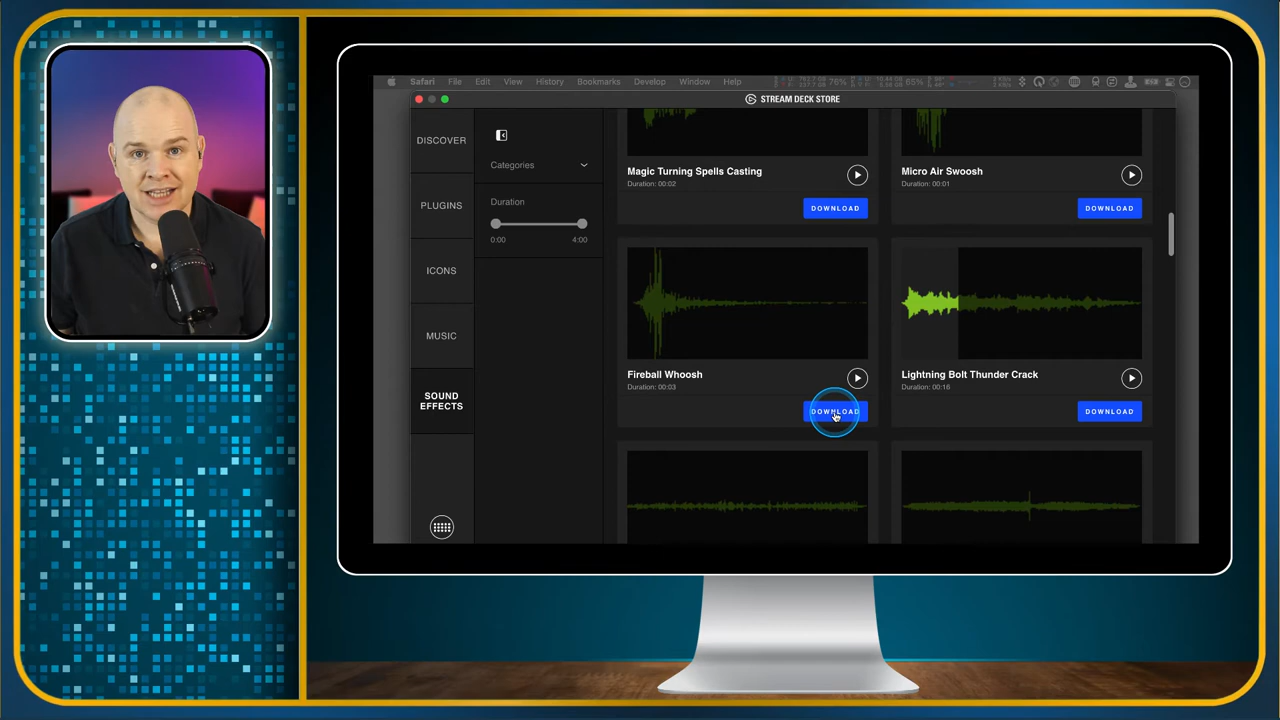 Safari File Edit View History Bookmarks Develop Window Help
STREAM DECK STORE
DISCOVER
PLUGINS
ICONS
MUSIC
SOUND
EFFECTS
Categories
Duration
0:00 4:00
Magic Turning Spells Casting
Duration: 00:02
DOWNLOAD
Micro Air Swoosh
Duration: 00:01
DOWNLOAD
Fireball Whoosh
Duration: 00:03
DOWNLOAD
Lightning Bolt Thunder Crack
Duration: 00:16
DOWNLOAD